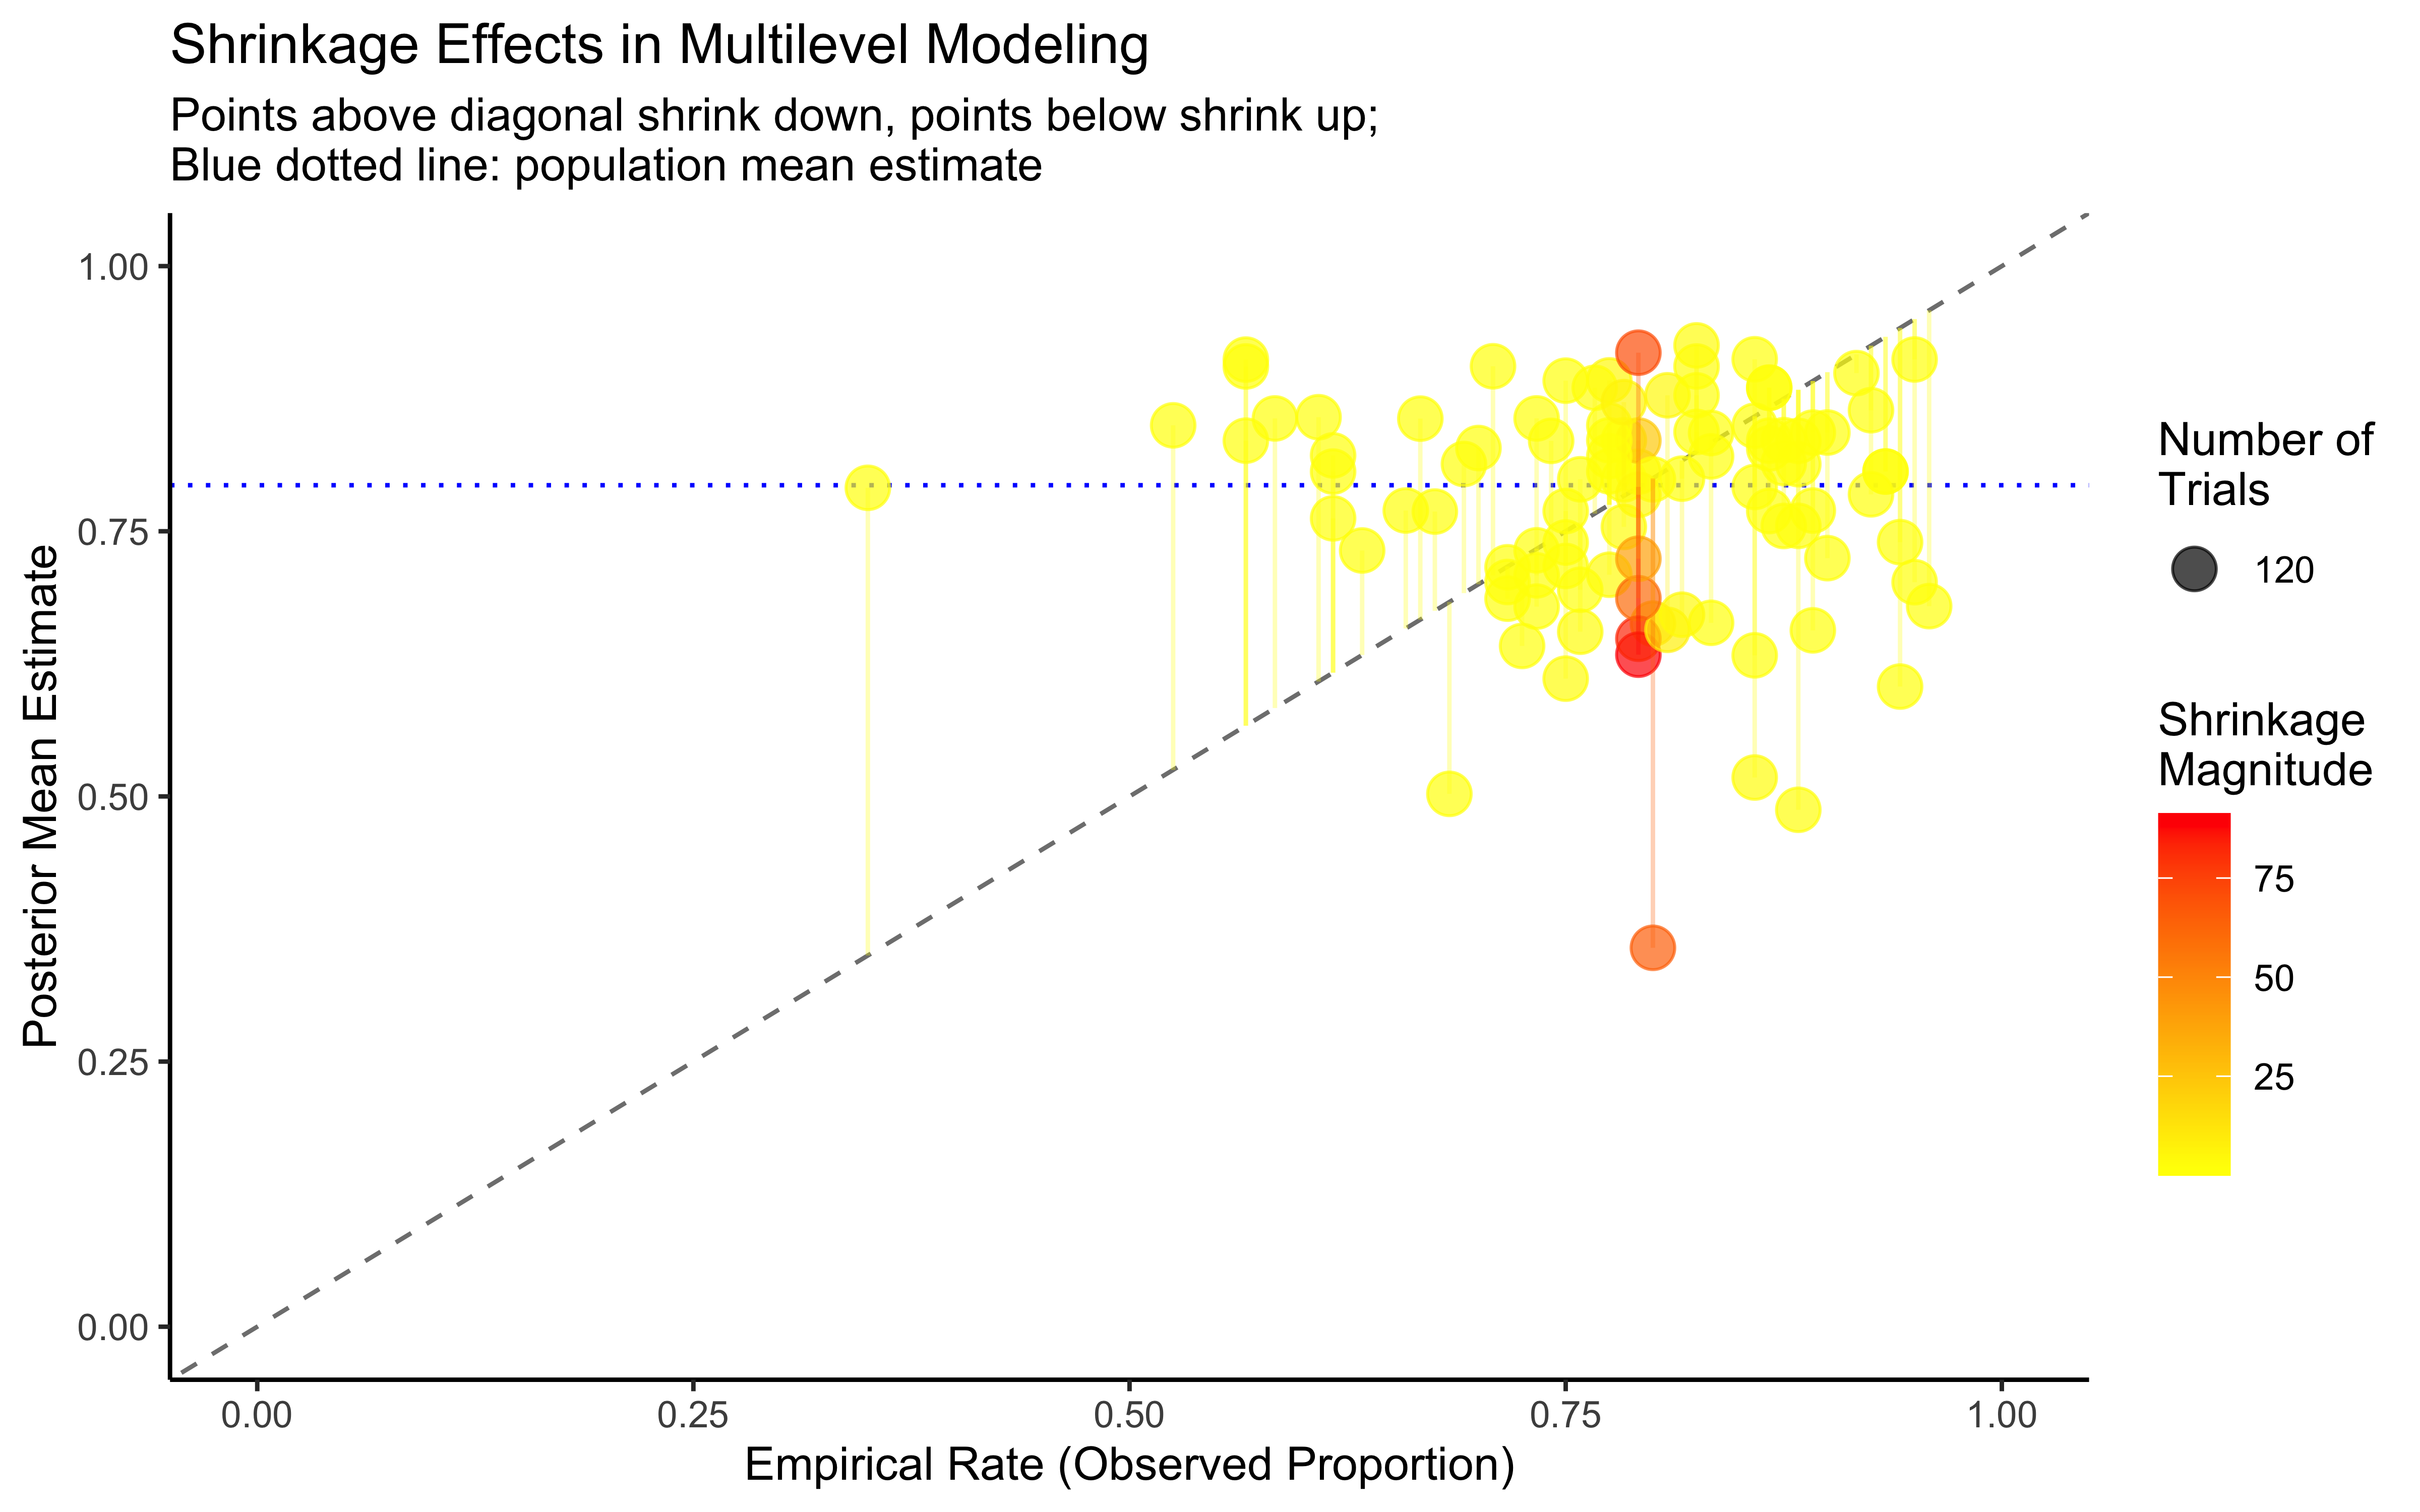 Shrinkage Effects in Multilevel Modeling
Points above diagonal shrink down, points below shrink up;
Blue dotted line: population mean estimate
Posterior Mean Estimate
1.00
0.75
0.50
0.25
0.00
0.00
0.25
0.50
0.75
1.00
Empirical Rate (Observed Proportion)
Number of
Trials
120
Shrinkage
Magnitude
75
50
25